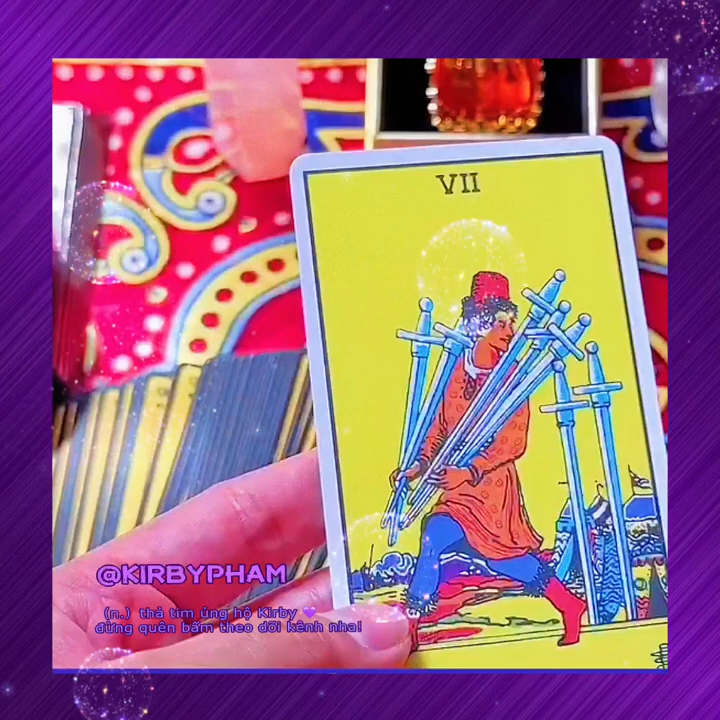 VII
@KIRBYPHAM
(n.) thả tim ủng hộ Kirby 💜
đừng quên bấm theo dõi kênh nha!